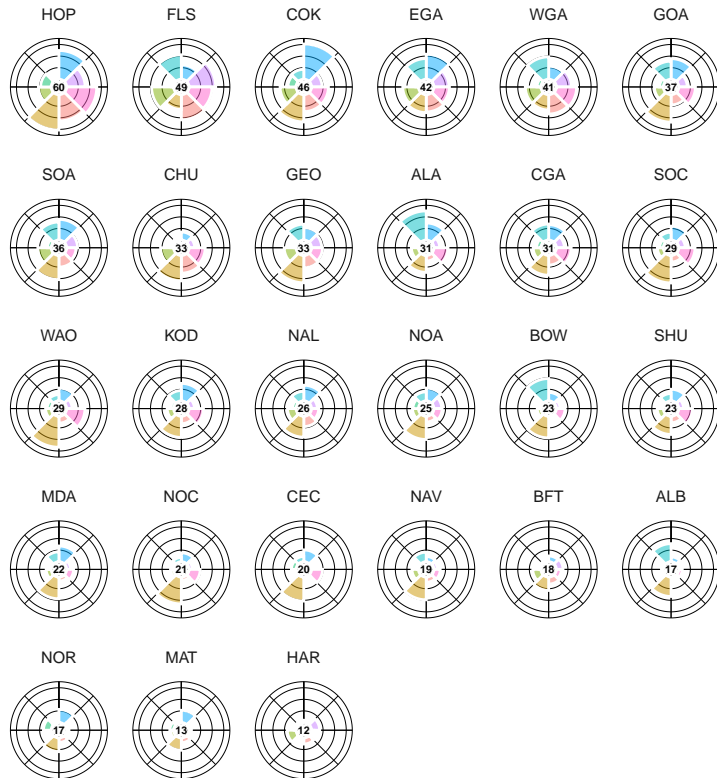 HOP FLS COK EGA WGA GOA
60 49 46 42 41 37
SOA CHU GEO ALA CGA SOC
36 33 33 31 31 29
WAO KOD NAL NOA BOW SHU
29 28 26 25 23 23
MDA NOC CEC NAV BFT ALB
22 21 20 19 18 17
NOR MAT HAR
17 13 12